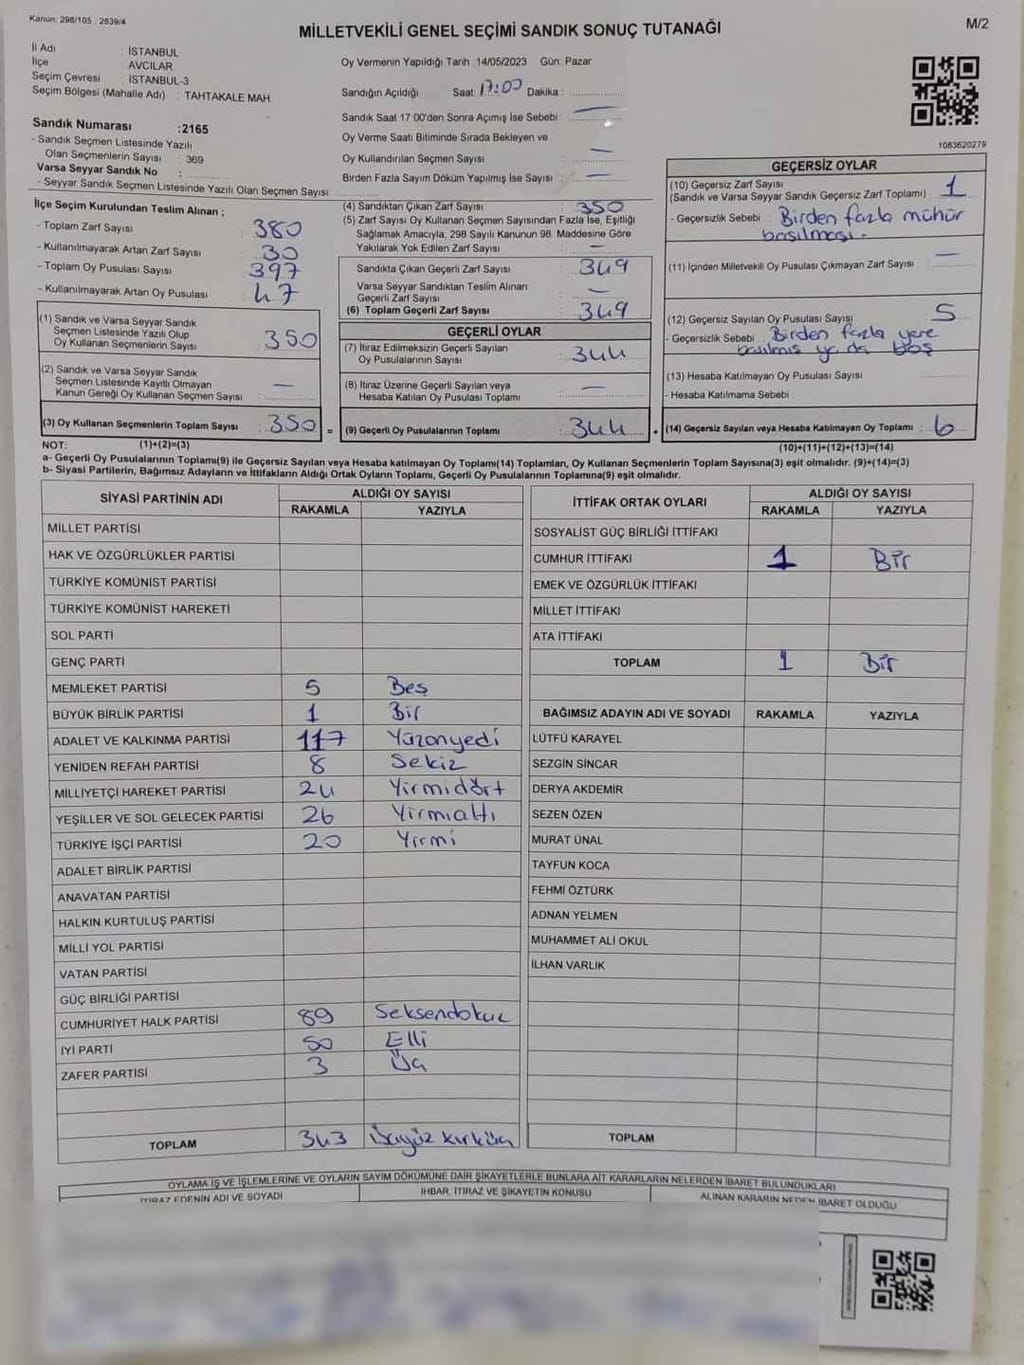 Kanun: 298/105 , 2839/4
MİLLETVEKİLİ GENEL SEÇİMİ SANDIK SONUÇ TUTANAĞI
M/2
İl Adı : İSTANBUL
İlçe : AVCILAR
Seçim Çevresi : İSTANBUL-3
Seçim Bölgesi (Mahalle Adı) : TAHTAKALE MAH
Oy Vermenin Yapıldığı Tarih :14/05/2023 Gün: Pazar
Sandığın Açıldığı Saat: 17:00 Dakika :
Sandık Saat 17 00'den Sonra Açımış İse Sebebi : —
Oy Verme Saati Bitiminde Sırada Bekleyen ve
Oy Kullandırılan Seçmen Sayısı : —
Birden Fazla Sayım Döküm Yapılmış İse Sayısı : —
Sandık Numarası :2165
- Sandık Seçmen Listesinde Yazılı
Olan Seçmenlerin Sayısı : 369
Varsa Seyyar Sandık No :
- Seyyar Sandık Seçmen Listesinde Yazılı Olan Seçmen Sayısı :
1083620279
İlçe Seçim Kurulundan Teslim Alınan ;
- Toplam Zarf Sayısı : 380
- Kullanılmayarak Artan Zarf Sayısı : 30
- Toplam Oy Pusulası Sayısı : 397
- Kullanılmayarak Artan Oy Pusulası : 47
(1) Sandık ve Varsa Seyyar Sandık
Seçmen Listesinde Yazılı Olup
Oy Kullanan Seçmenlerin Sayısı : 350
(2) Sandık ve Varsa Seyyar Sandık
Seçmen Listesinde Kayıtlı Olmayan
Kanun Gereği Oy Kullanan Seçmen Sayısı : —
(3) Oy Kullanan Seçmenlerin Toplam Sayısı : 350
(4) Sandıktan Çıkan Zarf Sayısı : 350
(5) Zarf Sayısı Oy Kullanan Seçmen Sayısından Fazla İse, Eşitliği
Sağlamak Amacıyla; 298 Sayılı Kanunun 98. Maddesine Göre
Yakılarak Yok Edilen Zarf Sayısı : —
Sandıkta Çıkan Geçerli Zarf Sayısı : 349
Varsa Seyyar Sandıktan Teslim Alınan
Geçerli Zarf Sayısı : —
(6) Toplam Geçerli Zarf Sayısı : 349
GEÇERLİ OYLAR
(7) İtiraz Edilmeksizin Geçerli Sayılan
Oy Pusulalarının Sayısı : 344
(8) İtiraz Üzerine Geçerli Sayılan veya
Hesaba Katılan Oy Pusulası Toplamı : —
= (9) Geçerli Oy Pusulalarının Toplamı : 344
GEÇERSİZ OYLAR
(10) Geçersiz Zarf Sayısı : 1
(Sandık ve Varsa Seyyar Sandık Geçersiz Zarf Toplamı)
- Geçersizlik Sebebi : Birden fazla mühür
basılması.
(11) İçinden Milletvekili Oy Pusulası Çıkmayan Zarf Sayısı : —
(12) Geçersiz Sayılan Oy Pusulası Sayısı : 5
- Geçersizlik Sebebi : Birden fazla yere
basılmış ya da boş
(13) Hesaba Katılmayan Oy Pusulası Sayısı :
- Hesaba Katılmama Sebebi :
+ (14) Geçersiz Sayılan veya Hesaba Katılmayan Oy Toplamı : 6
NOT: (1)+(2)=(3)
(10)+(11)+(12)+(13)=(14)
a- Geçerli Oy Pusulalarının Toplamı(9) ile Geçersiz Sayılan veya Hesaba katılmayan Oy Toplamı(14) Toplamları, Oy Kullanan Seçmenlerin Toplam Sayısına(3) eşit olmalıdır. (9)+(14)=(3)
b- Siyasi Partilerin, Bağımsız Adayların ve İttifakların Aldığı Ortak Oyların Toplamı, Geçerli Oy Pusulalarının Toplamına(9) eşit olmalıdır.
SİYASİ PARTİNİN ADI ALDIĞI OY SAYISI
RAKAMLA YAZIYLA
MİLLET PARTİSİ
HAK VE ÖZGÜRLÜKLER PARTİSİ
TÜRKİYE KOMÜNİST PARTİSİ
TÜRKİYE KOMÜNİST HAREKETİ
SOL PARTİ
GENÇ PARTİ
MEMLEKET PARTİSİ 5 Beş
BÜYÜK BİRLİK PARTİSİ 1 Bir
ADALET VE KALKINMA PARTİSİ 117 Yüzonyedi
YENİDEN REFAH PARTİSİ 8 Sekiz
MİLLİYETÇİ HAREKET PARTİSİ 24 Yirmidört
YEŞİLLER VE SOL GELECEK PARTİSİ 26 Yirmialtı
TÜRKİYE İŞÇİ PARTİSİ 20 Yirmi
ADALET BİRLİK PARTİSİ
ANAVATAN PARTİSİ
HALKIN KURTULUŞ PARTİSİ
MİLLİ YOL PARTİSİ
VATAN PARTİSİ
GÜÇ BİRLİĞİ PARTİSİ
CUMHURİYET HALK PARTİSİ 89 Seksendokuz
İYİ PARTİ 50 Elli
ZAFER PARTİSİ 3 Üç
TOPLAM 343 Üçyüz kırküç
İTTİFAK ORTAK OYLARI ALDIĞI OY SAYISI
RAKAMLA YAZIYLA
SOSYALİST GÜÇ BİRLİĞİ İTTİFAKI
CUMHUR İTTİFAKI 1 Bir
EMEK VE ÖZGÜRLÜK İTTİFAKI
MİLLET İTTİFAKI
ATA İTTİFAKI
TOPLAM 1 Bir
BAĞIMSIZ ADAYIN ADI VE SOYADI RAKAMLA YAZIYLA
LÜTFÜ KARAYEL
SEZGİN SİNCAR
DERYA AKDEMİR
SEZEN ÖZEN
MURAT ÜNAL
TAYFUN KOCA
FEHMİ ÖZTÜRK
ADNAN YELMEN
MUHAMMET ALİ OKUL
İLHAN VARLIK
TOPLAM
OYLAMA İŞ VE İŞLEMLERİNE VE OYLARIN SAYIM DÖKÜMÜNE DAİR ŞİKAYETLERLE BUNLARA AİT KARARLARIN NELERDEN İBARET BULUNDUKLARI
İTİRAZ EDENİN ADI VE SOYADI İHBAR, İTİRAZ VE ŞİKAYETİN KONUSU ALINAN KARARIN NEDEN İBARET OLDUĞU